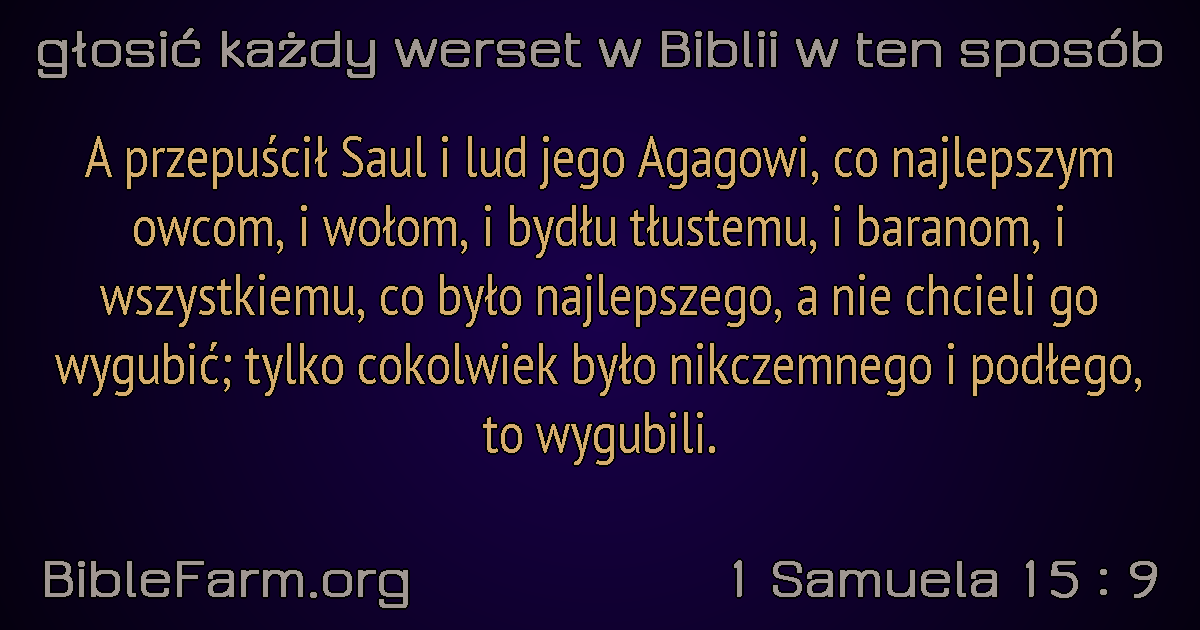 głosić każdy werset w Biblii w ten sposób
A przepuścił Saul i lud jego Agagowi, co najlepszym
owcom, i wołom, i bydłu tłustemu, i baranom, i
wszystkiemu, co było najlepszego, a nie chcieli go
wygubić; tylko cokolwiek było nikczemnego i podłego,
to wygubili.
BibleFarm.org
1 Samuela 15 : 9